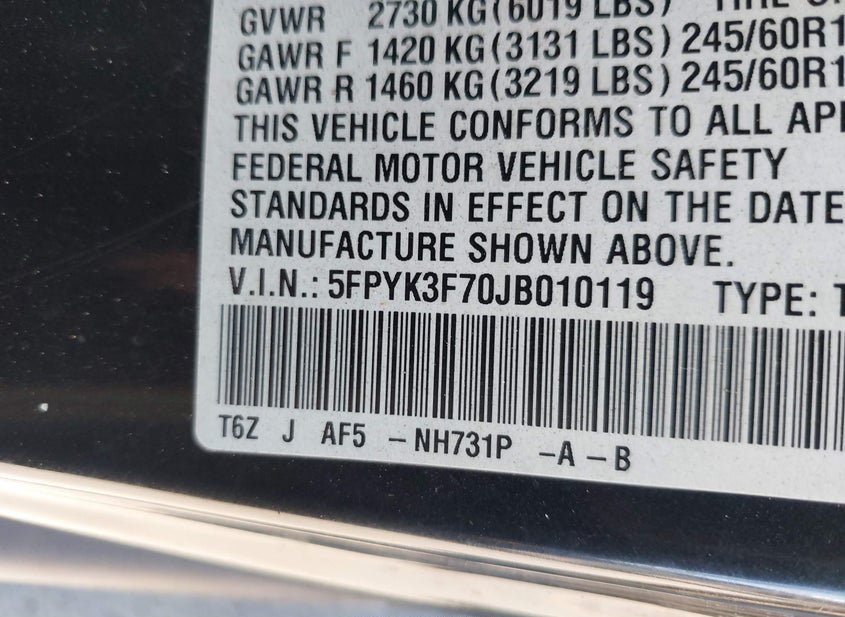 GVWR 2730 KG(6019 LBS)
GAWR F 1420 KG(3131 LBS) 245/60R1
GAWR R 1460 KG(3219 LBS) 245/60R1
THIS VEHICLE CONFORMS TO ALL
FEDERAL MOTOR VEHICLE SAFETY
STANDARDS IN EFFECT ON THE DATE
MANUFACTURE SHOWN ABOVE.
V.I.N.: 5FPYK3F70JB010119 TYPE: T
T6Z J AF5 -NH731P -A -B